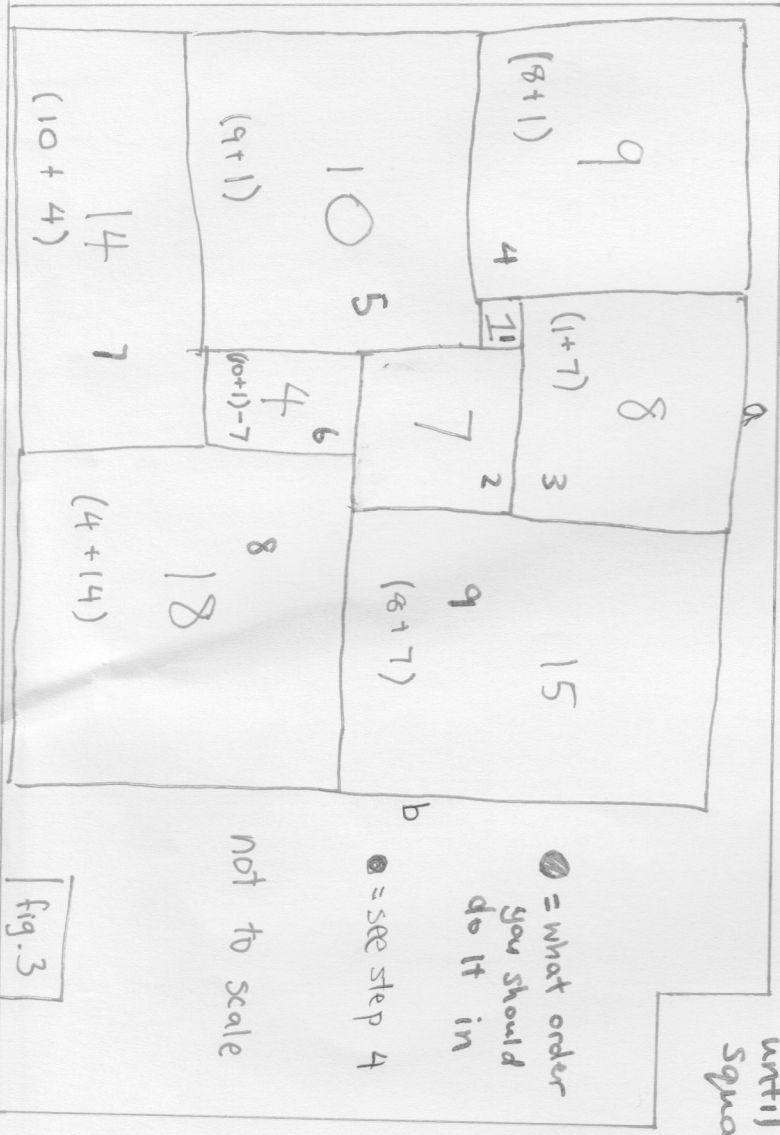 until
squa
a
9
(8+1)
4
8
(1+7)
3
15
9
(8+7)
b
1
1
10
5
(9+1)
2
7
6
4
(10+1)-7
7
14
(10 + 4)
8
18
(4 +14)
= what order
you should
do it in
= see step 4
not to scale
fig.3